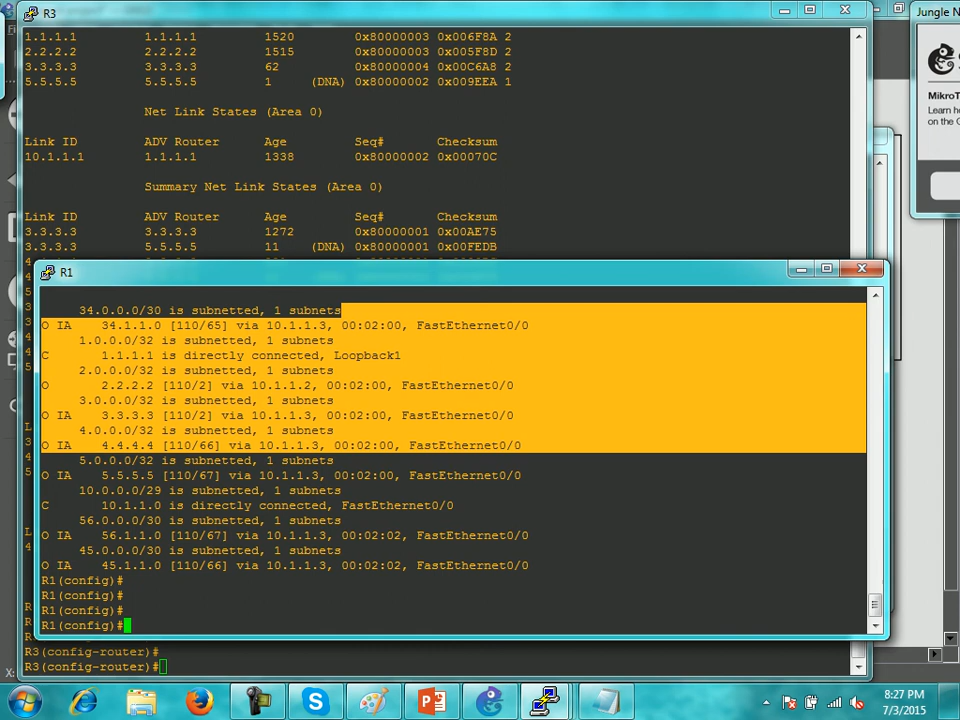 R3
Jungle N
1.1.1.1 1.1.1.1 1520 0x80000003 0x006F8A 2
2.2.2.2 2.2.2.2 1515 0x80000003 0x005F8D 2
3.3.3.3 3.3.3.3 62 0x80000004 0x00C6A8 2
5.5.5.5 5.5.5.5 1 (DNA) 0x80000002 0x009EEA 1
Net Link States (Area 0)
Link ID ADV Router Age Seq# Checksum
10.1.1.1 1.1.1.1 1338 0x80000002 0x00070C
Summary Net Link States (Area 0)
Link ID ADV Router Age Seq# Checksum
3.3.3.3 3.3.3.3 1272 0x80000001 0x00AE75
3.3.3.3 5.5.5.5 11 (DNA) 0x80000001 0x00FEDB
MikroT
Learn h
on the
R1
34.0.0.0/30 is subnetted, 1 subnets
O IA 34.1.1.0 [110/65] via 10.1.1.3, 00:02:00, FastEthernet0/0
1.0.0.0/32 is subnetted, 1 subnets
C 1.1.1.1 is directly connected, Loopback1
2.0.0.0/32 is subnetted, 1 subnets
O 2.2.2.2 [110/2] via 10.1.1.2, 00:02:00, FastEthernet0/0
3.0.0.0/32 is subnetted, 1 subnets
O IA 3.3.3.3 [110/2] via 10.1.1.3, 00:02:00, FastEthernet0/0
4.0.0.0/32 is subnetted, 1 subnets
O IA 4.4.4.4 [110/66] via 10.1.1.3, 00:02:00, FastEthernet0/0
5.0.0.0/32 is subnetted, 1 subnets
O IA 5.5.5.5 [110/67] via 10.1.1.3, 00:02:00, FastEthernet0/0
10.0.0.0/29 is subnetted, 1 subnets
C 10.1.1.0 is directly connected, FastEthernet0/0
56.0.0.0/30 is subnetted, 1 subnets
O IA 56.1.1.0 [110/67] via 10.1.1.3, 00:02:02, FastEthernet0/0
45.0.0.0/30 is subnetted, 1 subnets
O IA 45.1.1.0 [110/66] via 10.1.1.3, 00:02:02, FastEthernet0/0
R1(config)#
R1(config)#
R1(config)#
R1(config)#
R3(config-router)#
R3(config-router)#
X:
8:27 PM
7/3/2015